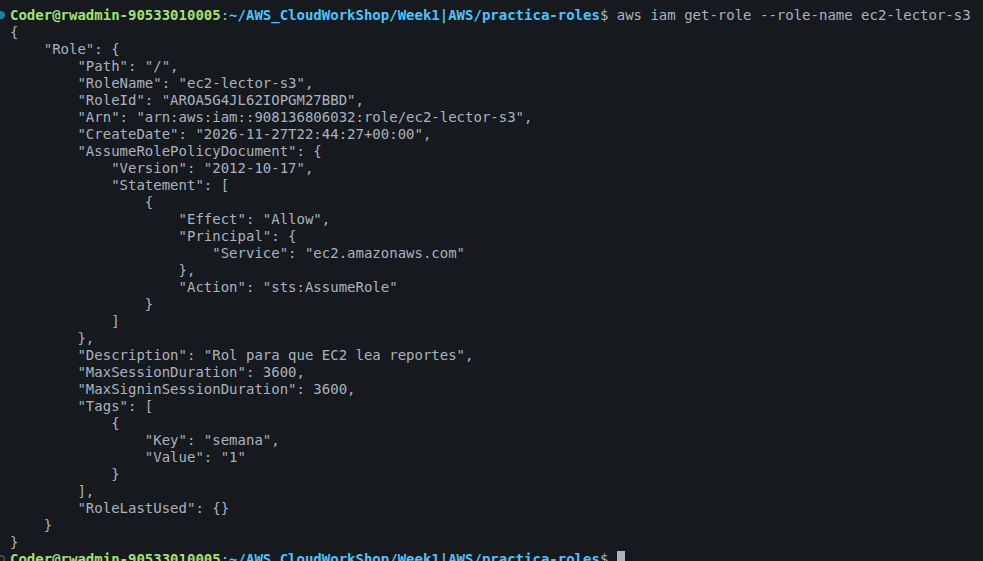 Coder@rwadmin-90533010005:~/AWS_CloudWorkShop/Week1|AWS/practica-roles$ aws iam get-role --role-name ec2-lector-s3
{
    "Role": {
        "Path": "/",
        "RoleName": "ec2-lector-s3",
        "RoleId": "AROA5G4JL62IOPGM27BBD",
        "Arn": "arn:aws:iam::908136806032:role/ec2-lector-s3",
        "CreateDate": "2026-11-27T22:44:27+00:00",
        "AssumeRolePolicyDocument": {
            "Version": "2012-10-17",
            "Statement": [
                {
                    "Effect": "Allow",
                    "Principal": {
                        "Service": "ec2.amazonaws.com"
                    },
                    "Action": "sts:AssumeRole"
                }
            ]
        },
        "Description": "Rol para que EC2 lea reportes",
        "MaxSessionDuration": 3600,
        "MaxSigninSessionDuration": 3600,
        "Tags": [
            {
                "Key": "semana",
                "Value": "1"
            }
        ],
        "RoleLastUsed": {}
    }
}
Coder@rwadmin-90533010005:~/AWS_CloudWorkShop/Week1|AWS/practica-roles$